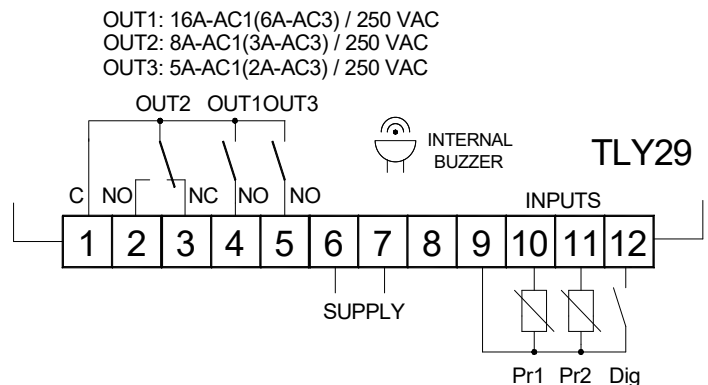 OUT1: 16A-AC1(6A-AC3) / 250 VAC
OUT2: 8A-AC1(3A-AC3) / 250 VAC
OUT3: 5A-AC1(2A-AC3) / 250 VAC
OUT2 OUT1OUT3
INTERNAL
BUZZER
TLY29
C NO NC NO NO INPUTS
1 2 3 4 5 6 7 8 9 10 11 12
SUPPLY
Pr1 Pr2 Dig